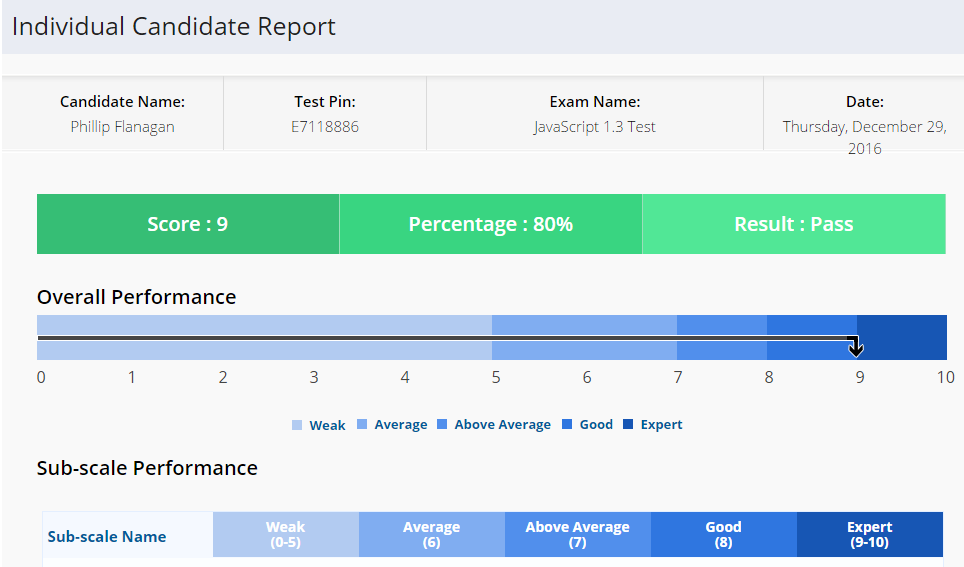 Individual Candidate Report
Candidate Name: Test Pin: Exam Name: Date:
Phillip Flanagan E7118886 JavaScript 1.3 Test Thursday, December 29,
2016
Score : 9 Percentage : 80% Result : Pass
Overall Performance
0 1 2 3 4 5 6 7 8 9 10
Weak Average Above Average Good Expert
Sub-scale Performance
Sub-scale Name Weak Average Above Average Good Expert
(0-5) (6) (7) (8) (9-10)